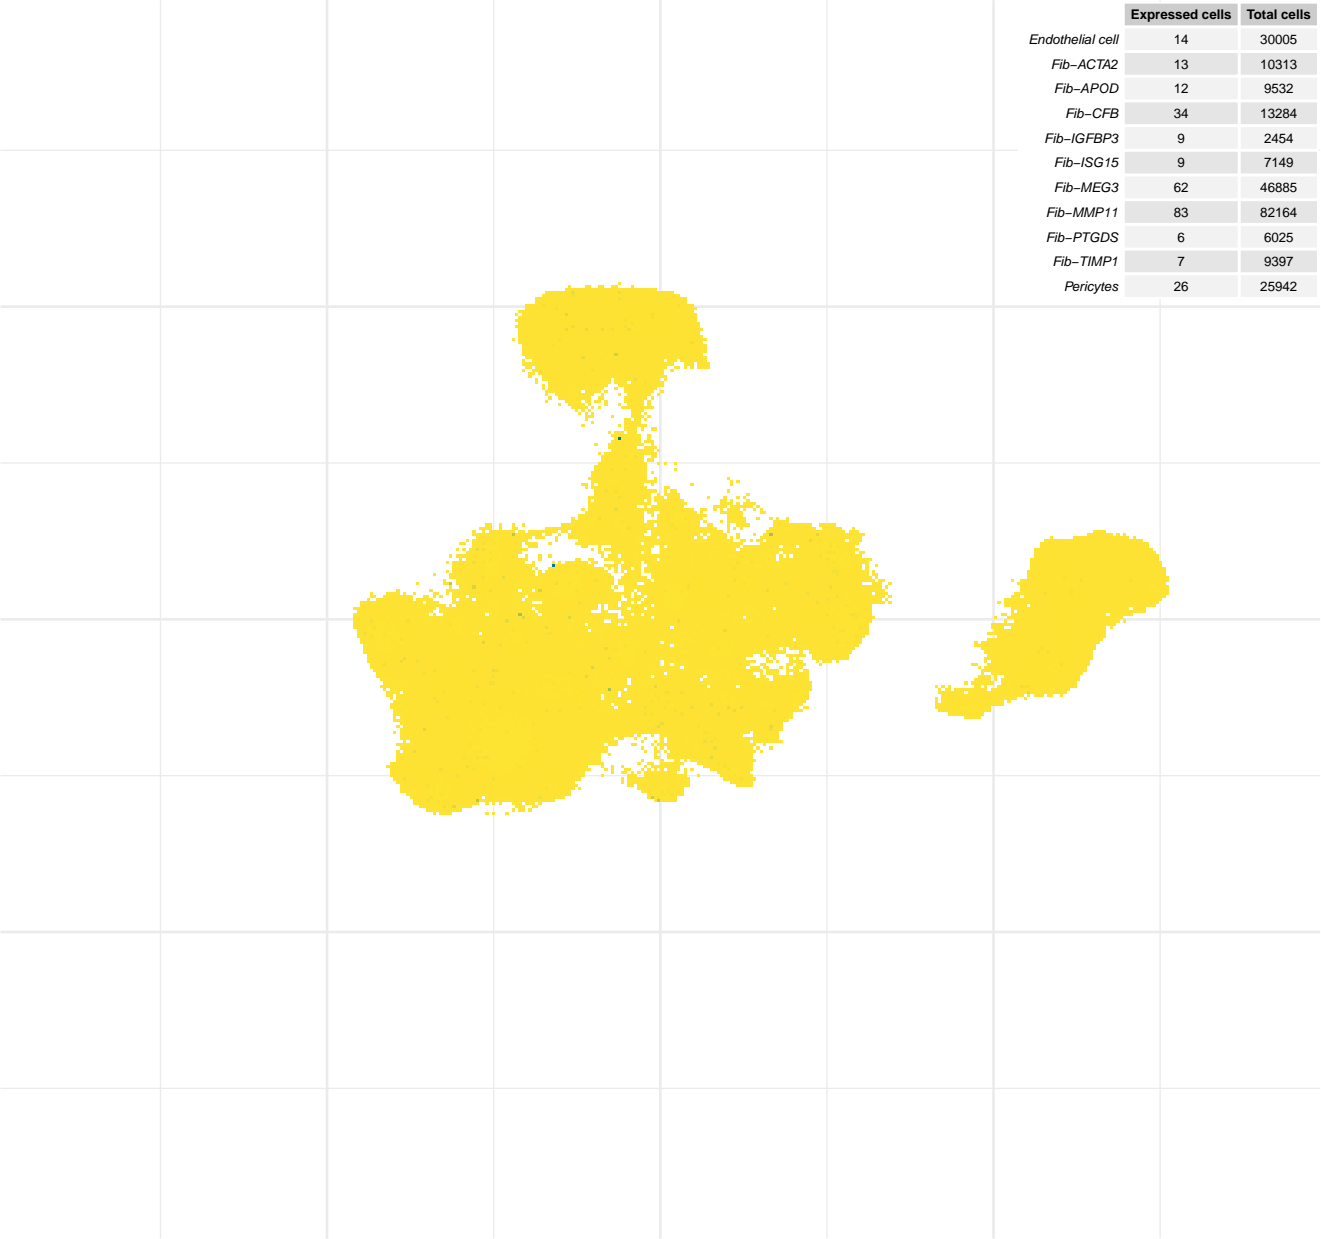 Expressed cells Total cells
Endothelial cell 14 30005
Fib−ACTA2 13 10313
Fib−APOD 12 9532
Fib−CFB 34 13284
Fib−IGFBP3 9 2454
Fib−ISG15 9 7149
Fib−MEG3 62 46885
Fib−MMP11 83 82164
Fib−PTGDS 6 6025
Fib−TIMP1 7 9397
Pericytes 26 25942